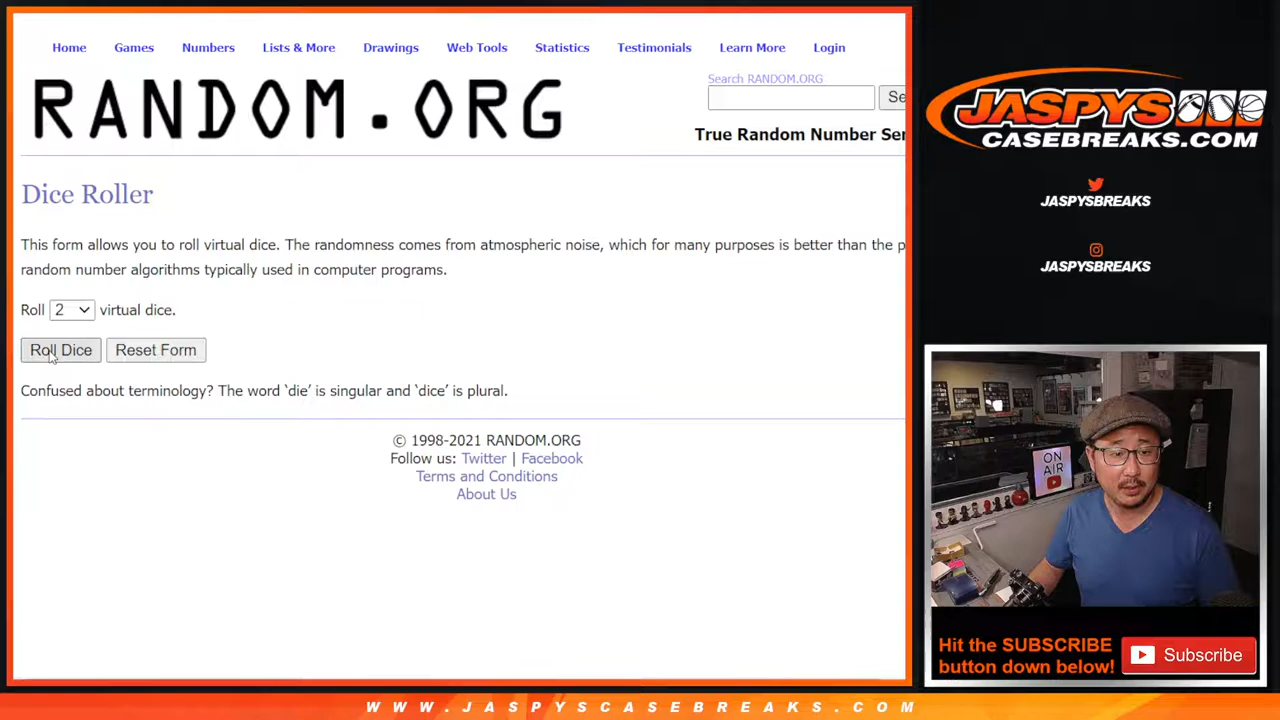 Home Games Numbers Lists & More Drawings Web Tools Statistics Testimonials Learn More Login
RANDOM.ORG
Search RANDOM.ORG
Se
True Random Number Ser
Dice Roller
This form allows you to roll virtual dice. The randomness comes from atmospheric noise, which for many purposes is better than the p
random number algorithms typically used in computer programs.
Roll 2 virtual dice.
Roll Dice Reset Form
Confused about terminology? The word ‘die’ is singular and ‘dice’ is plural.
© 1998-2021 RANDOM.ORG
Follow us: Twitter | Facebook
Terms and Conditions
About Us
JASPYS
CASEBREAKS.COM
JASPYSBREAKS
JASPYSBREAKS
ON
AIR
Hit the SUBSCRIBE
button down below!
Subscribe
WWW.JASPYSCASEBREAKS.COM